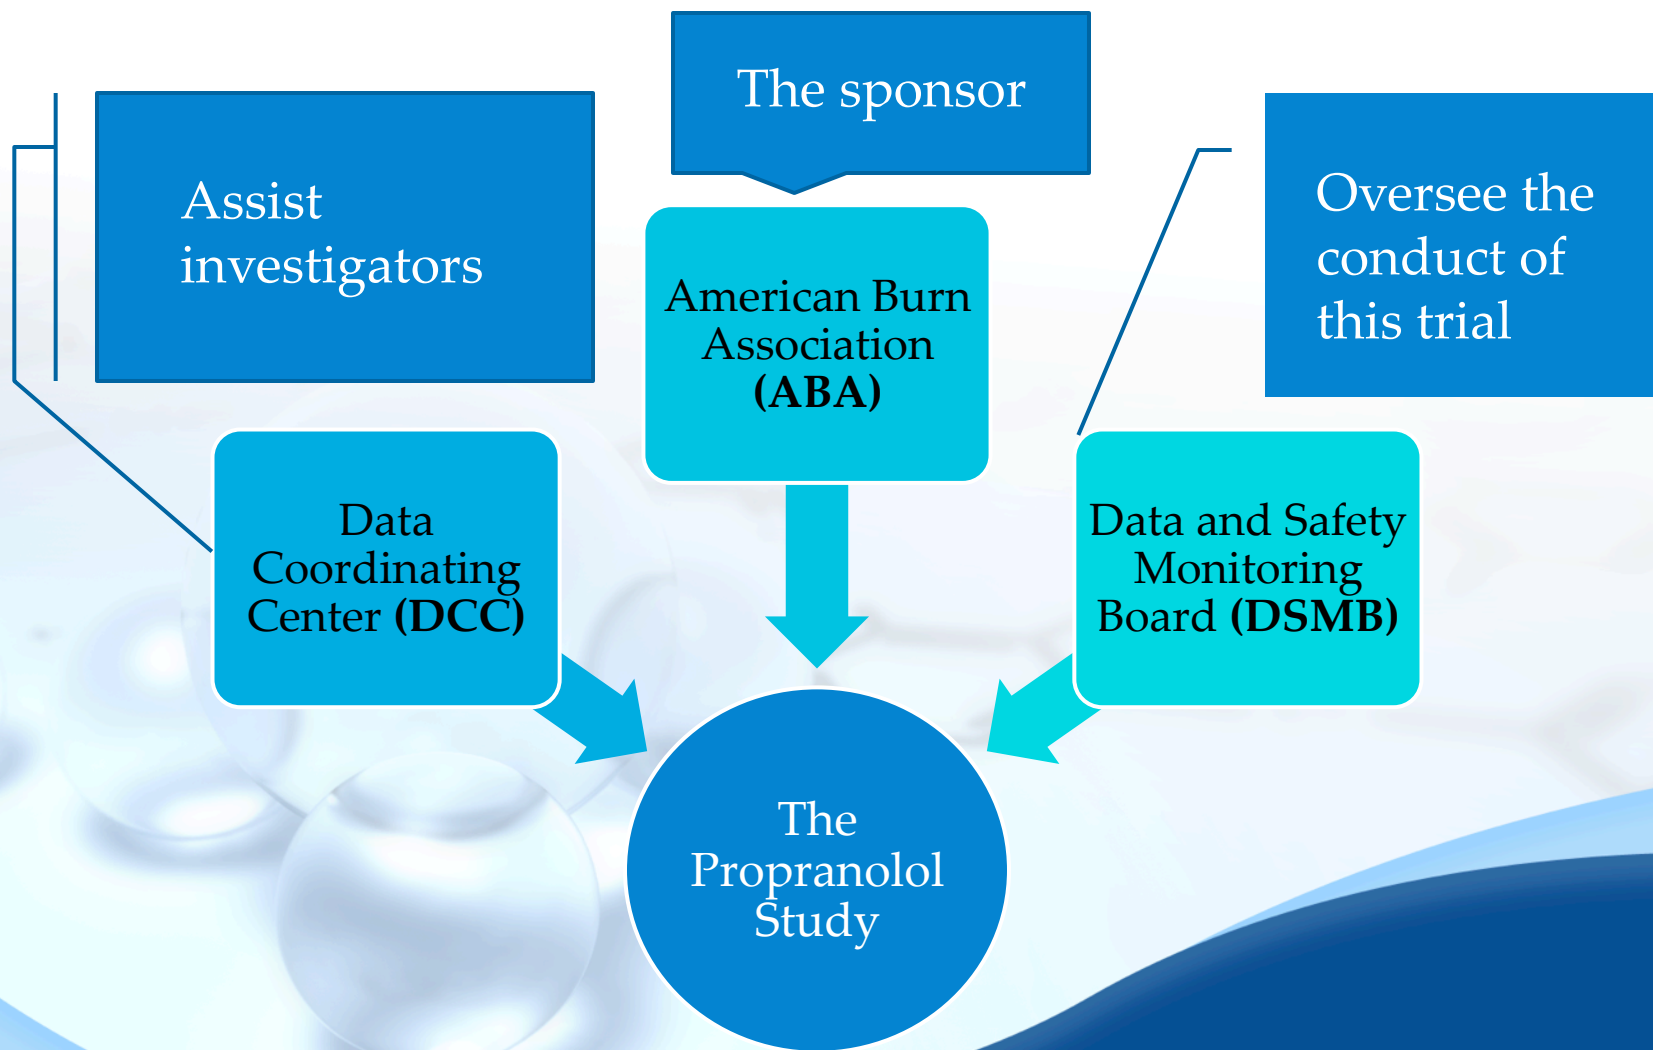 The sponsor
Assist
investigators
Oversee the
conduct of
this trial
American Burn
Association
(ABA)
Data
Coordinating
Center (DCC)
Data and Safety
Monitoring
Board (DSMB)
The
Propranolol
Study